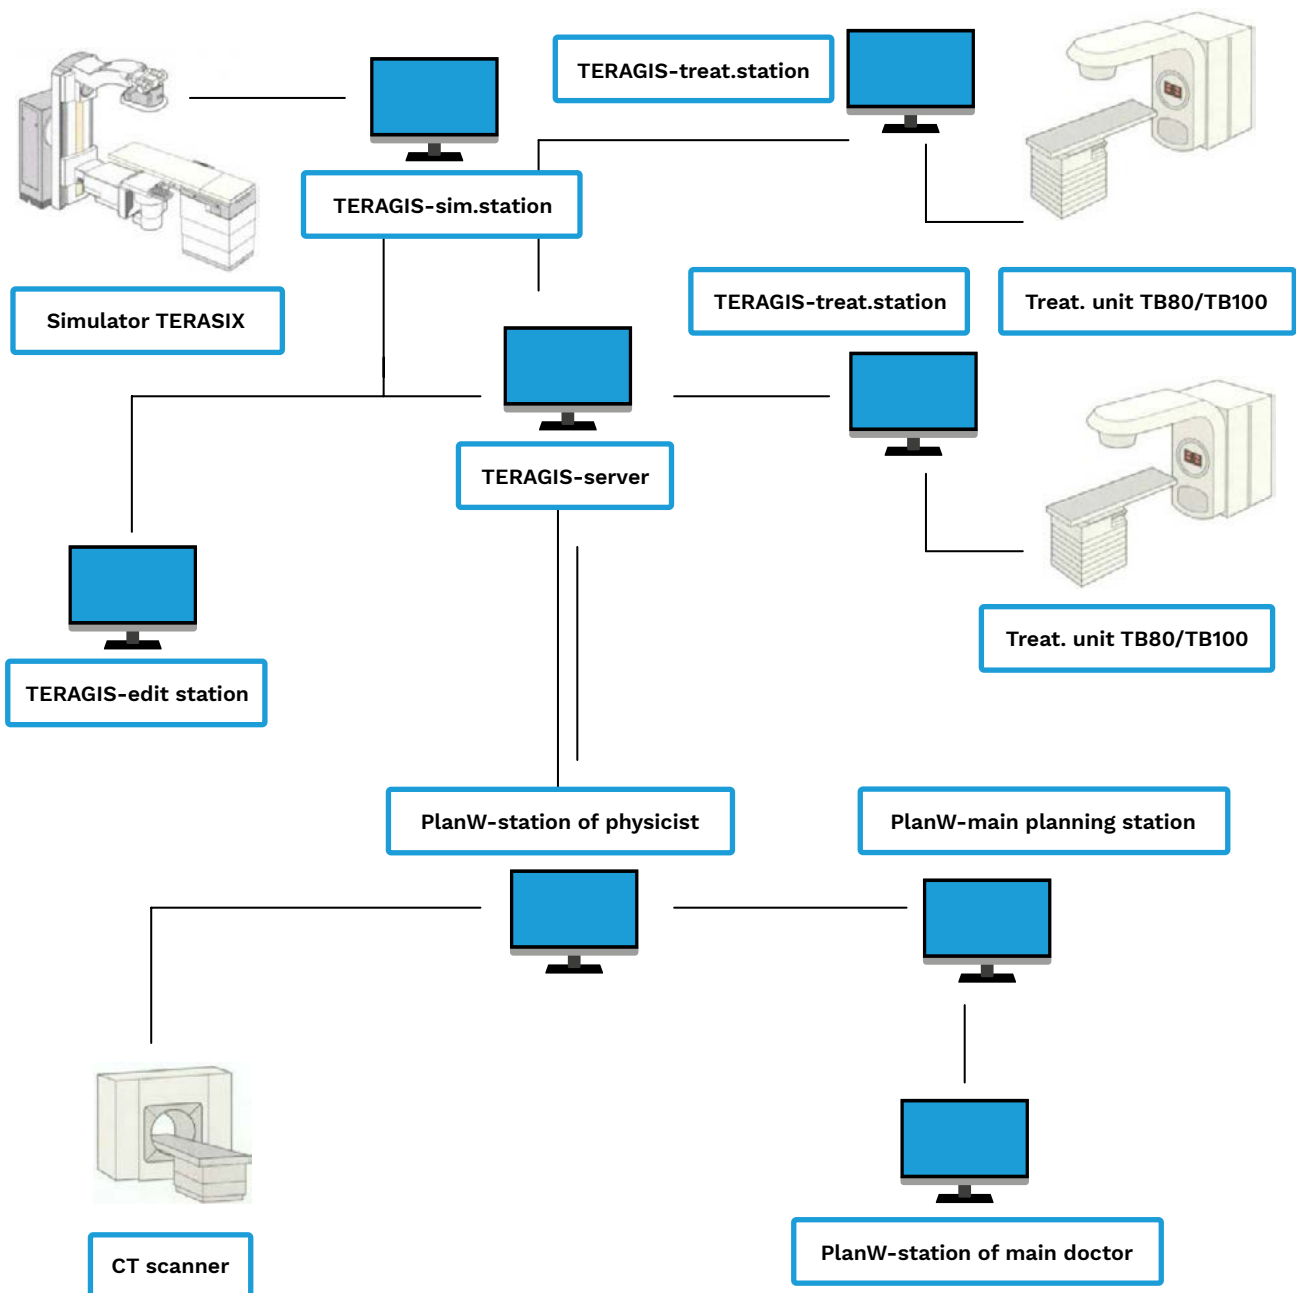 TERAGIS-treat.station
TERAGIS-sim.station
Simulator TERASIX
TERAGIS-treat.station
Treat. unit TB80/TB100
TERAGIS-server
Treat. unit TB80/TB100
TERAGIS-edit station
PlanW-station of physicist
PlanW-main planning station
CT scanner
PlanW-station of main doctor